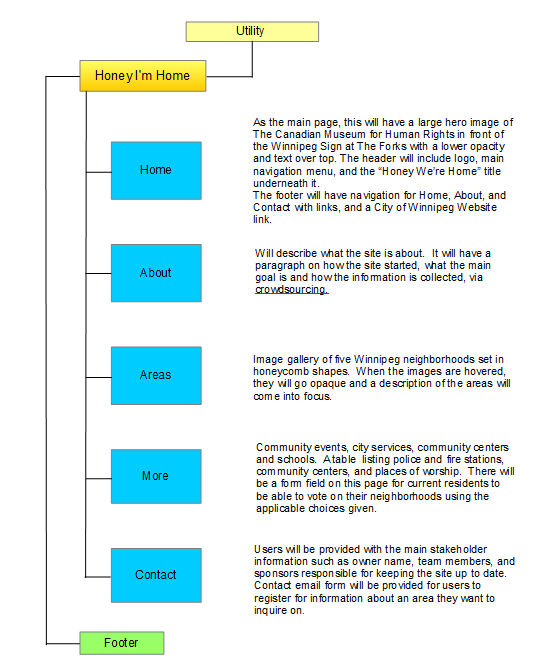 Utility
Honey I'm Home
Home
As the main page, this will have a large hero image of
The Canadian Museum for Human Rights in front of
the Winnipeg Sign at The Forks with a lower opacity
and text over top. The header will include logo, main
navigation menu, and the “Honey We're Home” title
underneath it.
The footer will have navigation for Home, About, and
Contact with links, and a City of Winnipeg Website
link.
About
Will describe what the site is about. It will have a
paragraph on how the site started, what the main
goal is and how the information is collected, via
crowdsourcing.
Areas
Image gallery of five Winnipeg neighborhoods set in
honeycomb shapes. When the images are hovered,
they will go opaque and a description of the areas will
come into focus.
More
Community events, city services, community centers
and schools. Atable listing police and fire stations,
community centers, and places of worship. There will
be a form field on this page for current residents to
be able to vote on their neighborhoods using the
applicable choices given.
Contact
Users will be provided with the main stakeholder
information such as owner name, team members, and
sponsors responsible for keeping the site up to date.
Contact email form will be provided for users to
register for information about an area they want to
inquire on.
Footer